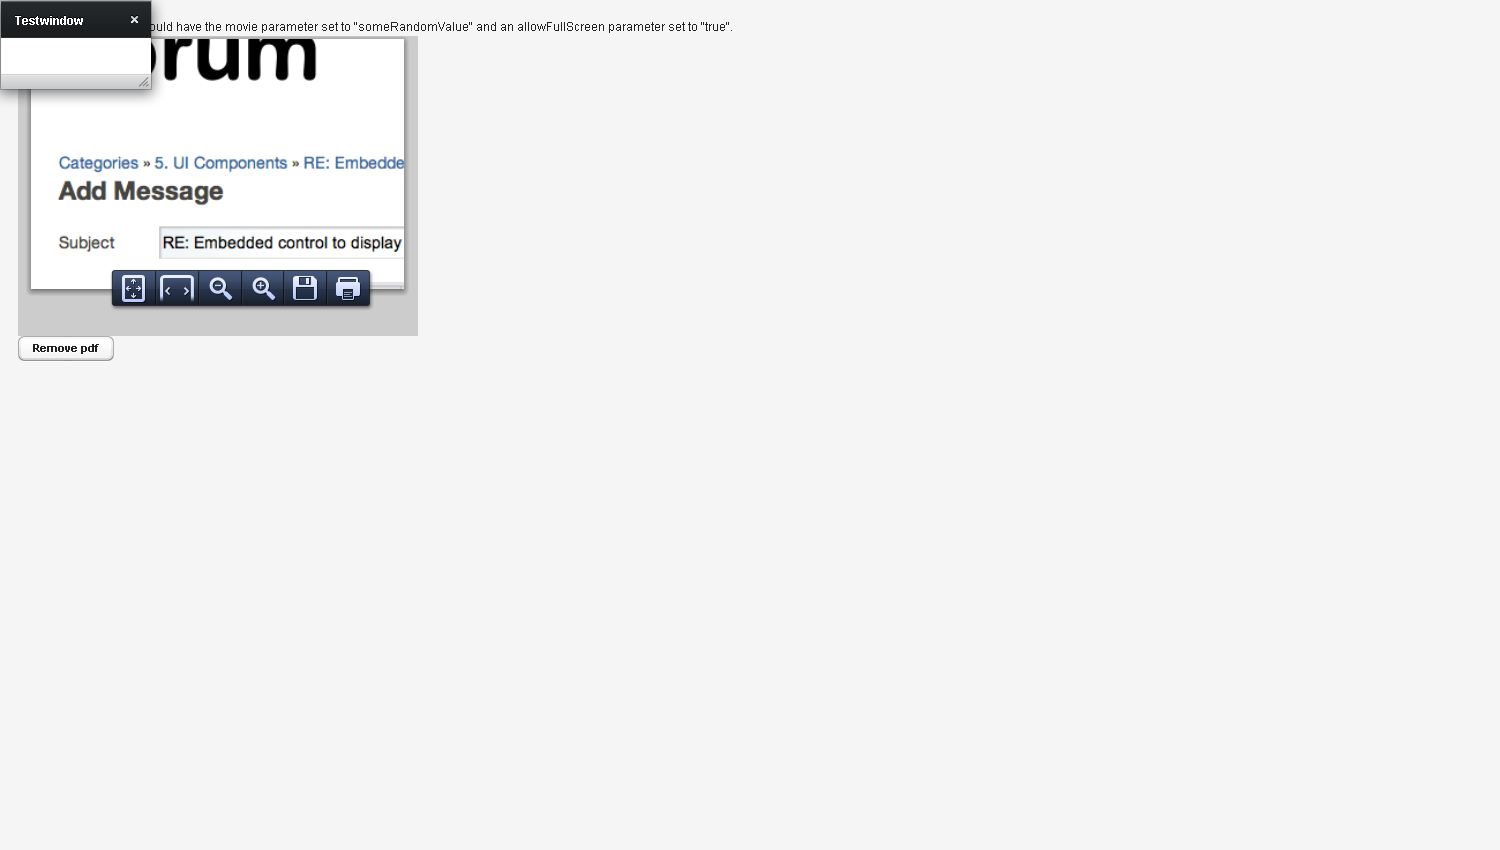 Testwindow
ould have the movie parameter set to "someRandomValue" and an allowFullScreen parameter set to "true".
rum
Categories » 5. UI Components » RE: Embedde
Add Message
Subject
RE: Embedded control to display
Remove pdf